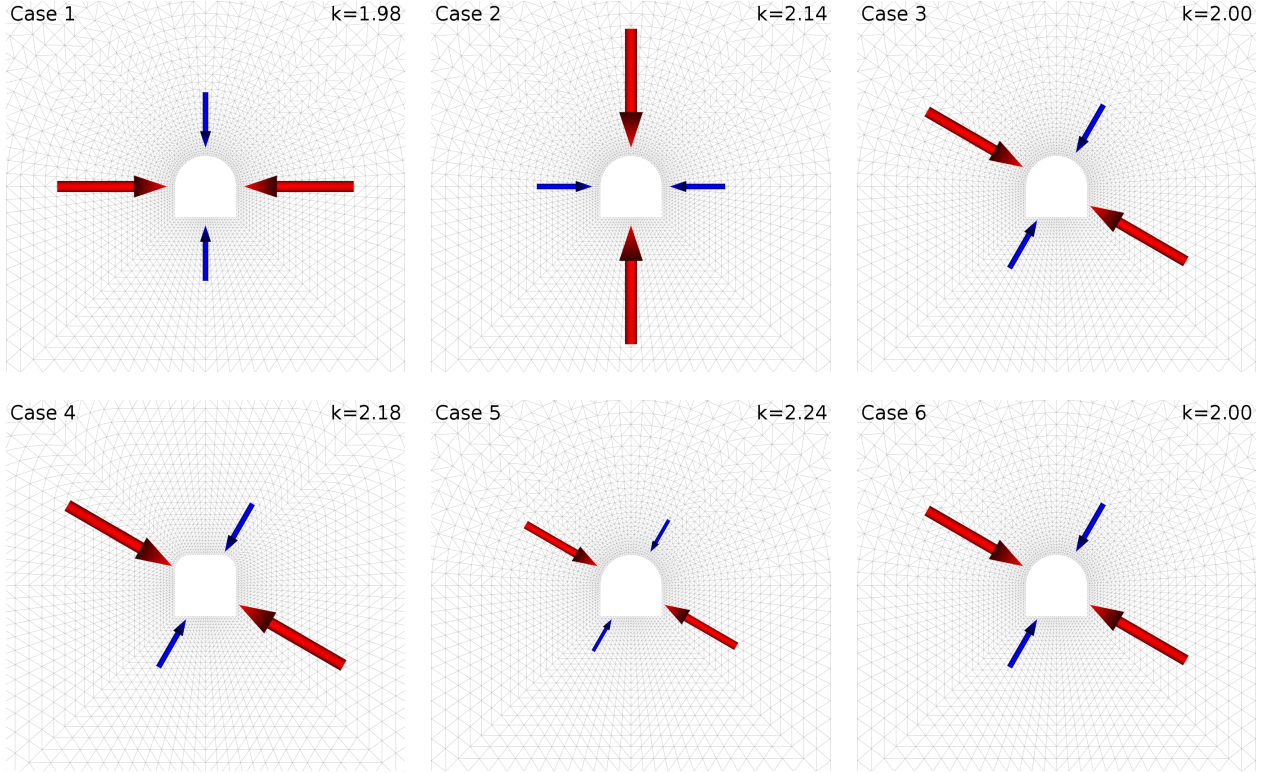 Case 1 k=1.98
Case 2 k=2.14
Case 3 k=2.00
Case 4 k=2.18
Case 5 k=2.24
Case 6 k=2.00